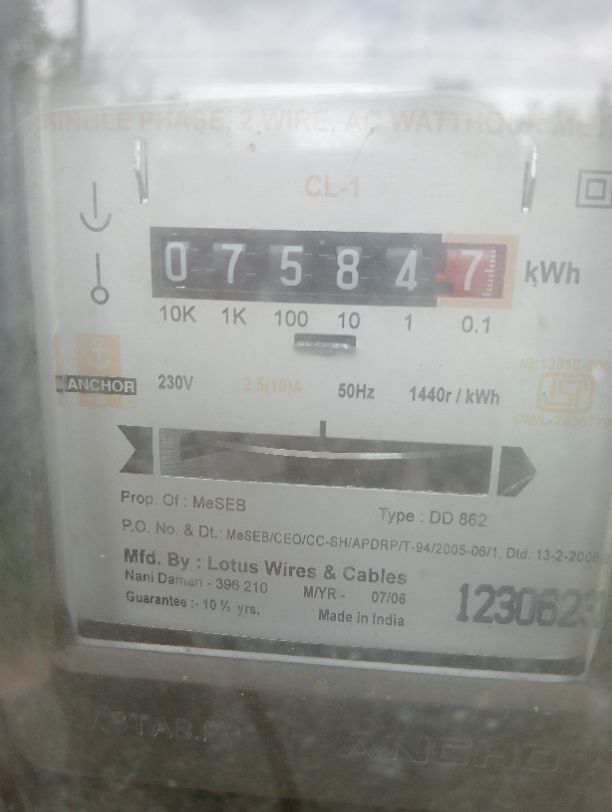 SINGLE PHASE, 2 WIRE, AC WATTHOUR MET
CL-1
0 7 5 8 4 7 kWh
10K 1K 100 10 1 0.1
ANCHOR 230V 2.5(10)A 50Hz 1440r / kWh
ISI
Prop. Of : MeSEB
Type : DD 862
P.O. No. & Dt.: MeSEB/CEO/CC-SH/APDRP/T-94/2005-06/1, Dtd. 13-2-2006
Mfd. By : Lotus Wires & Cables
Nani Daman - 396 210 M/YR - 07/06
Guarantee :- 10 ½ yrs. Made in India
123062
ANCHOR